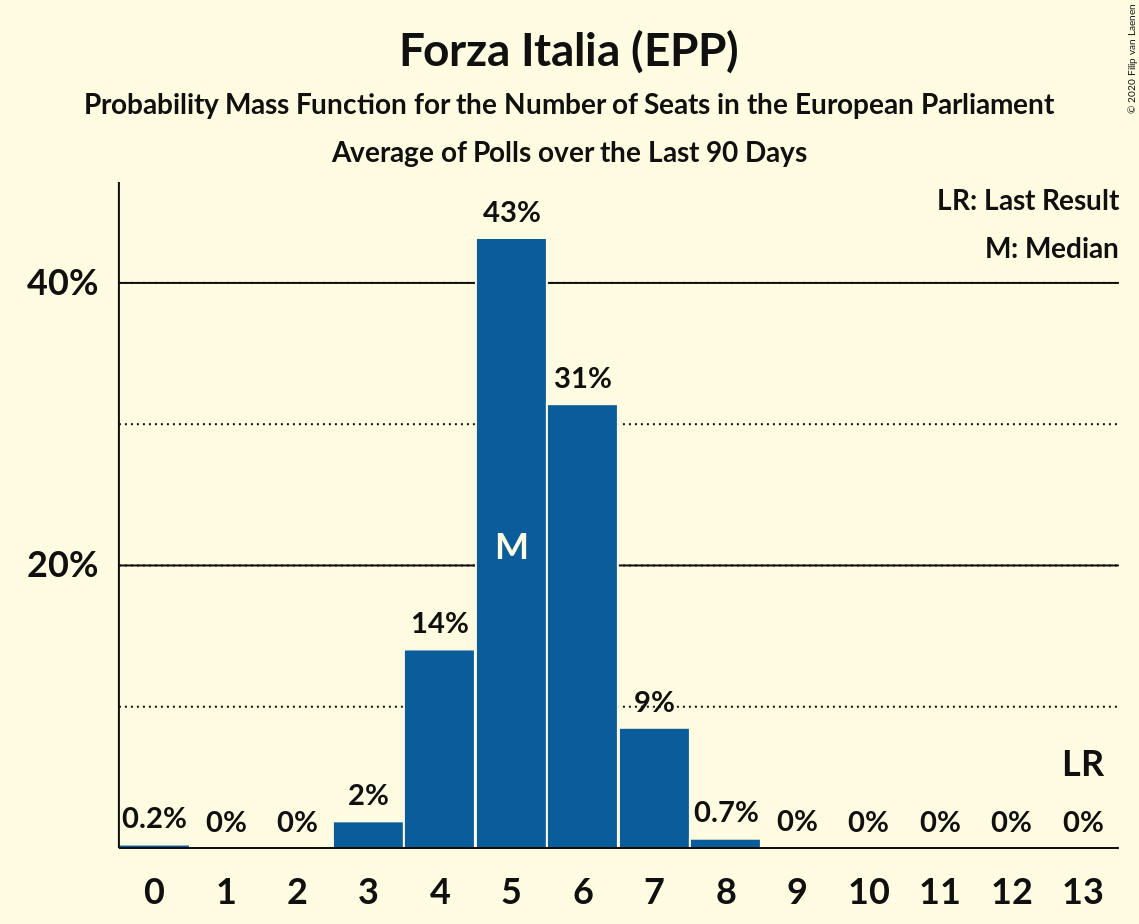 Forza Italia (EPP)
Probability Mass Function for the Number of Seats in the European Parliament
Average of Polls over the Last 90 Days
© 2020 Filip van Laenen
LR: Last Result
M: Median
43%
40%
31%
M
20%
14%
9%
LR
2%
0.2% 0% 0% 0.7% 0% 0% 0% 0% 0%
0 1 2 3 4 5 6 7 8 9 10 11 12 13